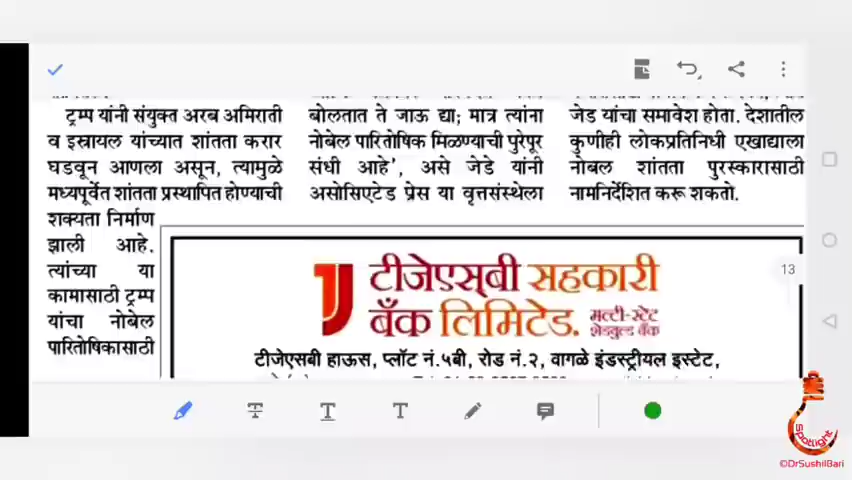 ट्रम्प यांनी संयुक्त अरब अमिराती
व इस्रायल यांच्यात शांतता करार
घडवून आणला असून, त्यामुळे
मध्यपूर्वेत शांतता प्रस्थापित होण्याची
शक्यता निर्माण
झाली आहे.
त्यांच्या या
कामासाठी ट्रम्प
यांचा नोबेल
पारितोषिकासाठी
बोलतात ते जाऊ द्या; मात्र त्यांना
नोबेल पारितोषिक मिळण्याची पुरेपूर
संधी आहे', असे जेडे यांनी
असोसिएटेड प्रेस या वृत्तसंस्थेला
जेड यांचा समावेश होता. देशातील
कुणीही लोकप्रतिनिधी एखाद्याला
नोबल शांतता पुरस्कारासाठी
नामनिर्देशित करू शकतो.
टीजेएसबी सहकारी
बँक लिमिटेड. मल्टी-स्टेट
शेड्युल्ड बँक
टीजेएसबी हाऊस, प्लॉट नं.५बी, रोड नं.२, वागळे इंडस्ट्रीयल इस्टेट,
13
T T T
Spotlight
©DrSushilBari